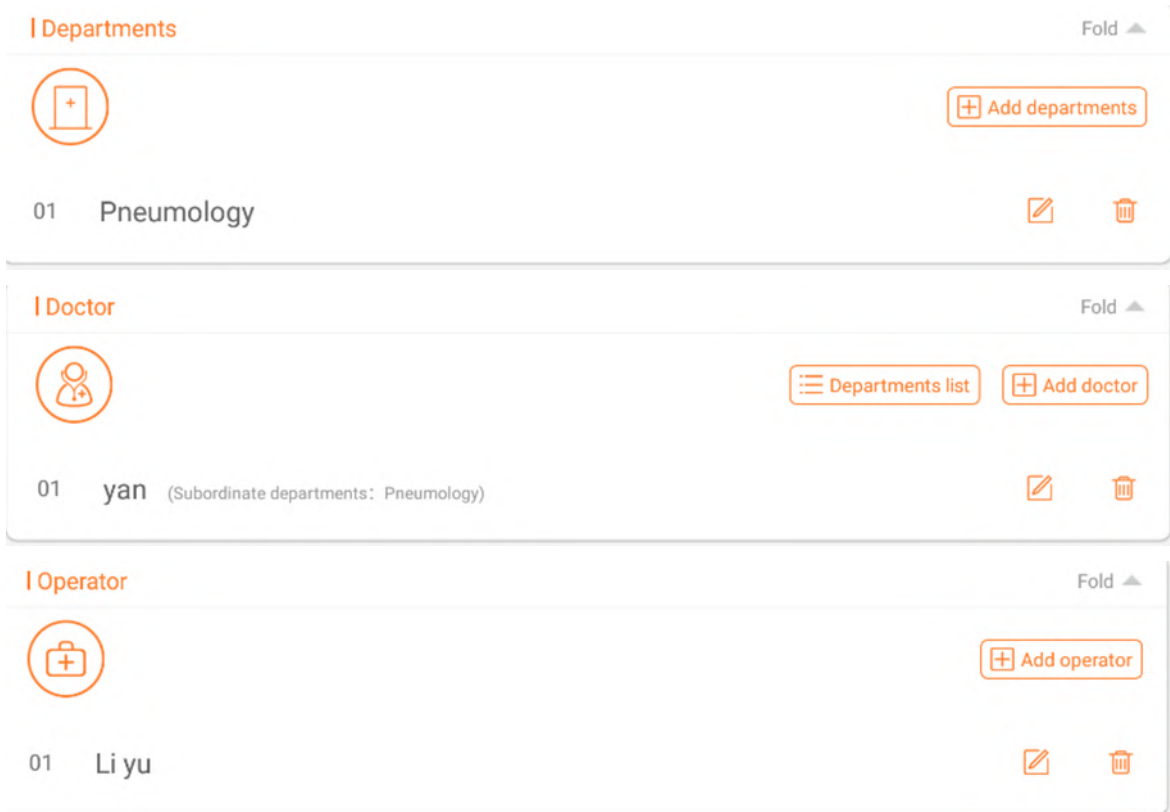 Departments
Fold
Add departments
01 Pneumology
Doctor
Fold
Departments list Add doctor
01 yan (Subordinate departments: Pneumology)
Operator
Fold
Add operator
01 Li yu